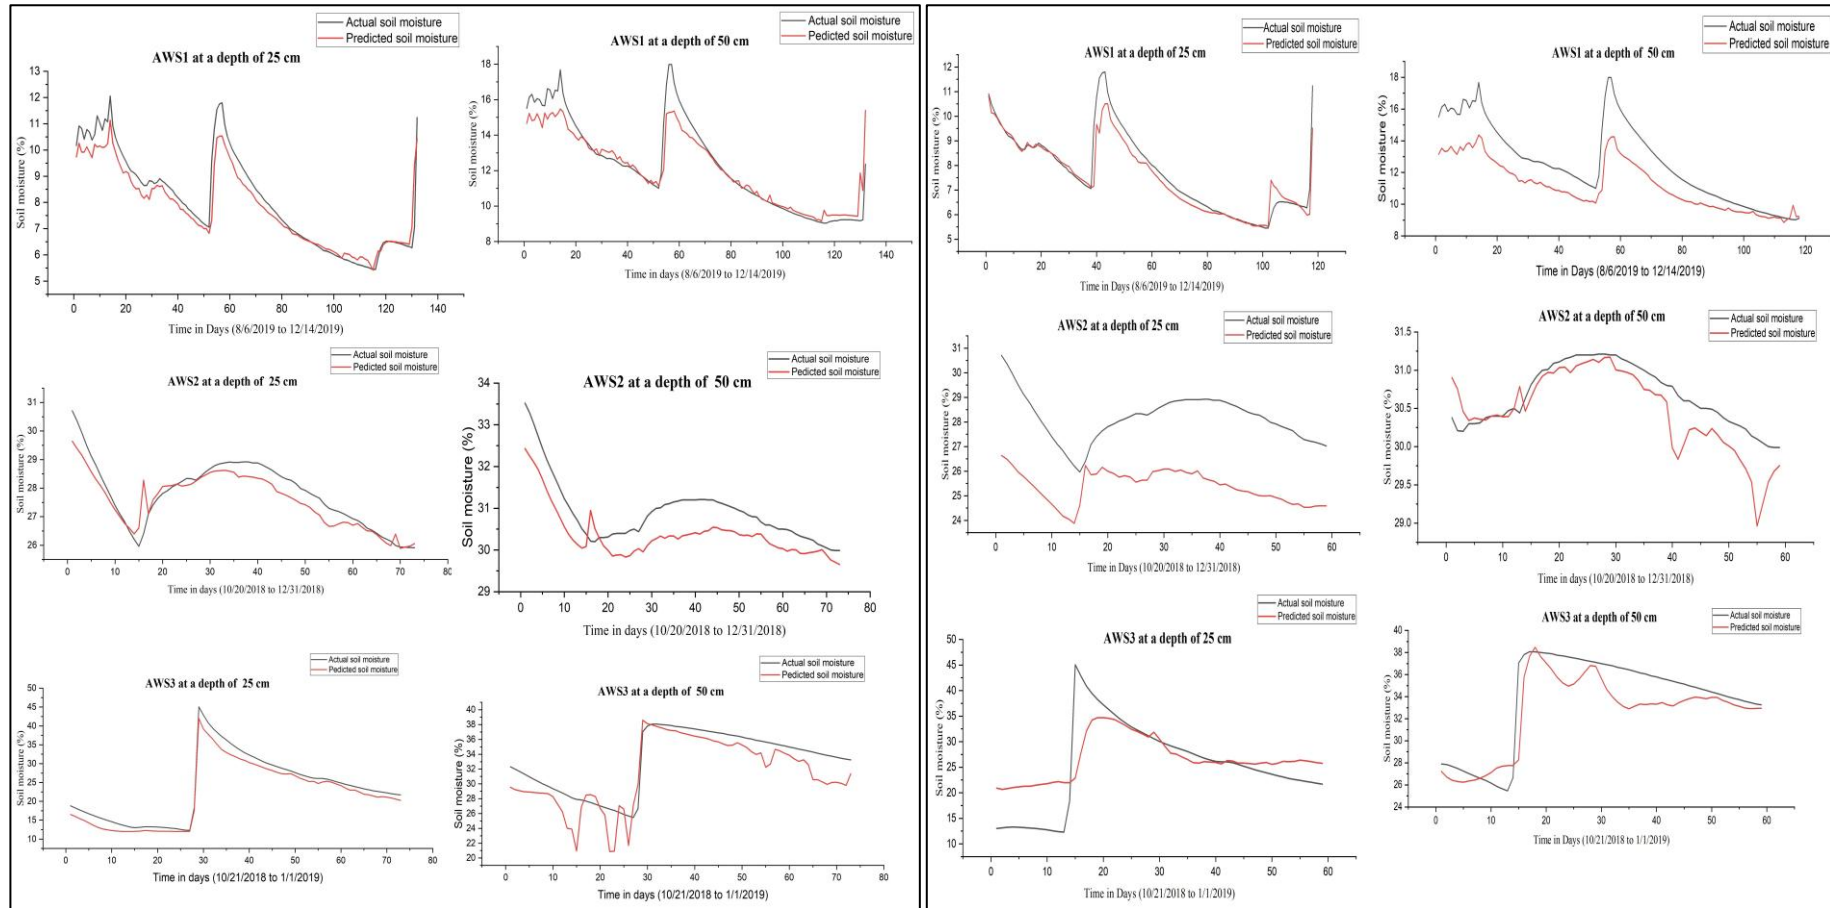 Actual soil moisture
Predicted soil moisture
AWS1 at a depth of 25 cm
Soil moisture (%)
13
12
11
10
9
8
7
6
5
0 20 40 60 80 100 120 140
Time in Days (8/6/2019 to 12/14/2019)
Actual soil moisture
Pedicted soil moisture
AWS1 at a depth of 50 cm
Soil moisture (%)
18
16
14
12
10
8
0 20 40 60 80 100 120 140
Time in days (8/6/2019 to 12/14/2019)
Actual soil moisture
Pedicted soil moisture
AWS2 at a depth of 25 cm
Soil moisture (%)
31
30
29
28
27
26
0 10 20 30 40 50 60 70 80
Time in days (10/20/2018 to 12/31/2018)
Actual soil moisture
Pedicted soil moisture
AWS2 at a depth of 50 cm
Soil moisture (%)
34
33
32
31
30
29
0 10 20 30 40 50 60 70 80
Time in days (10/20/2018 to 12/31/2018)
Actual soil moisture
Pedicted soil moisture
AWS3 at a depth of 25 cm
Soil moisture (%)
50
45
40
35
30
25
20
15
10
0 10 20 30 40 50 60 70 80
Time in days (10/21/2018 to 1/1/2019)
Actual soil moisture
Pedicted soil moisture
AWS3 at a depth of 50 cm
Soil moisture (%)
40
38
36
34
32
30
28
26
24
22
20
0 10 20 30 40 50 60 70 80
Time in days (10/21/2018 to 1/1/2019)
Actual soil moisture
Predicted soil moisture
AWS1 at a depth of 25 cm
Soil moisture (%)
12
11
10
9
8
7
6
5
0 20 40 60 80 100 120
Time in days (8/6/2019 to 12/14/2019)
Actual soil moisture
Predicted soil moisture
AWS1 at a depth of 50 cm
Soil moisture (%)
18
16
14
12
10
8
0 20 40 60 80 100 120
Time in Days (8/6/2019 to 12/14/2019)
Actual soil moisture
Predicted soil moisture
AWS2 at a depth of 25 cm
Soil moisture (%)
31
30
29
28
27
26
25
24
0 10 20 30 40 50 60
Time in days (10/20/2018 to 12/31/2018)
Actual soil moisture
Predicted soil moisture
AWS2 at a depth of 50 cm
Soil moisture (%)
31.5
31.0
30.5
30.0
29.5
29.0
0 10 20 30 40 50 60
Time in days (10/20/2018 to 12/31/2018)
Actual soil moisture
Predicted soil moisture
AWS3 at a depth of 25 cm
Soil moisture (%)
50
45
40
35
30
25
20
15
10
0 10 20 30 40 50 60
Time in days (10/21/2018 to 1/1/2019)
Actual soil moisture
Predicted soil moisture
AWS3 at a depth of 50 cm
Soil moisture (%)
40
38
36
34
32
30
28
26
24
0 10 20 30 40 50 60
Time in days (10/21/2018 to 1/1/2019)